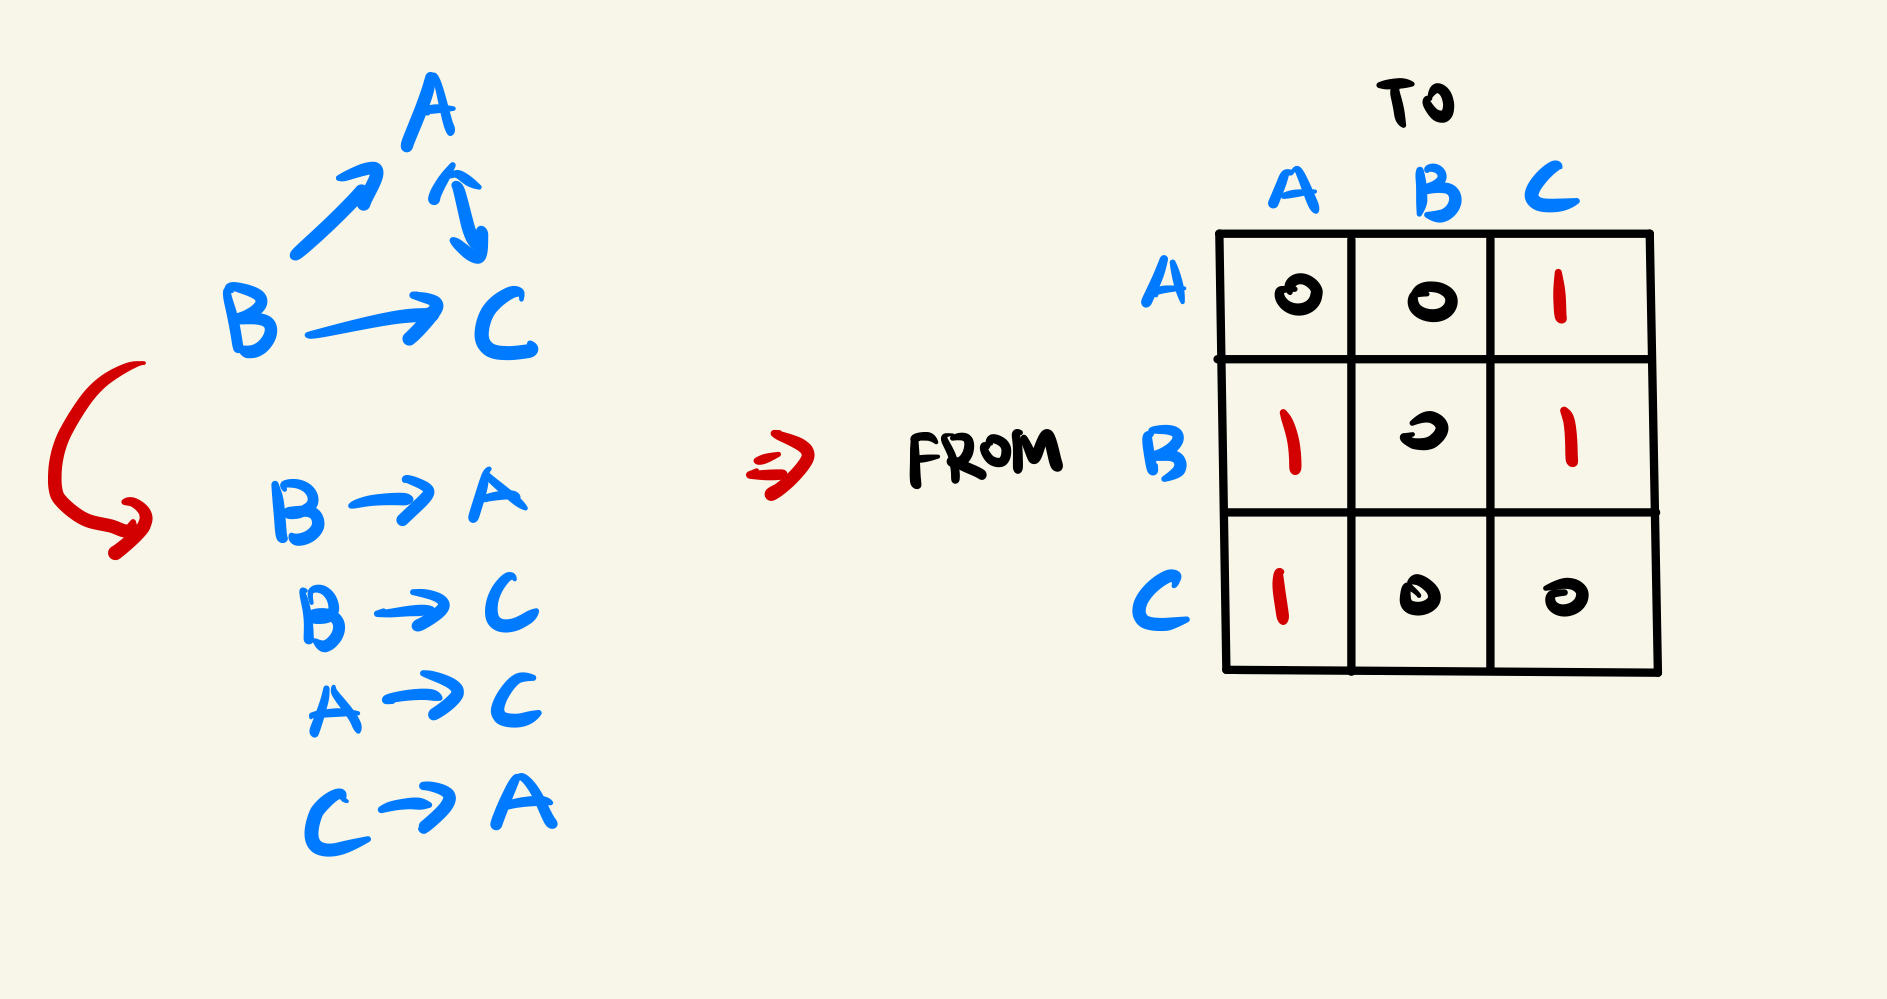 A
B → C
B → A
B → C
A → C
C → A
TO
A B C
A 0 0 1
FROM B 1 0 1
C 1 0 0